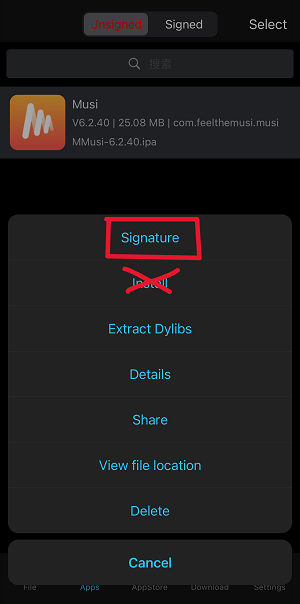 Unsigned
Signed
Select
搜索
Musi
V6.2.40 | 25.08 MB | com.feelthemusi.musi
MMusi-6.2.40.ipa
Signature
Install
Extract Dylibs
Details
Share
View file location
Delete
Cancel
File
Apps
AppStore
Download
Settings